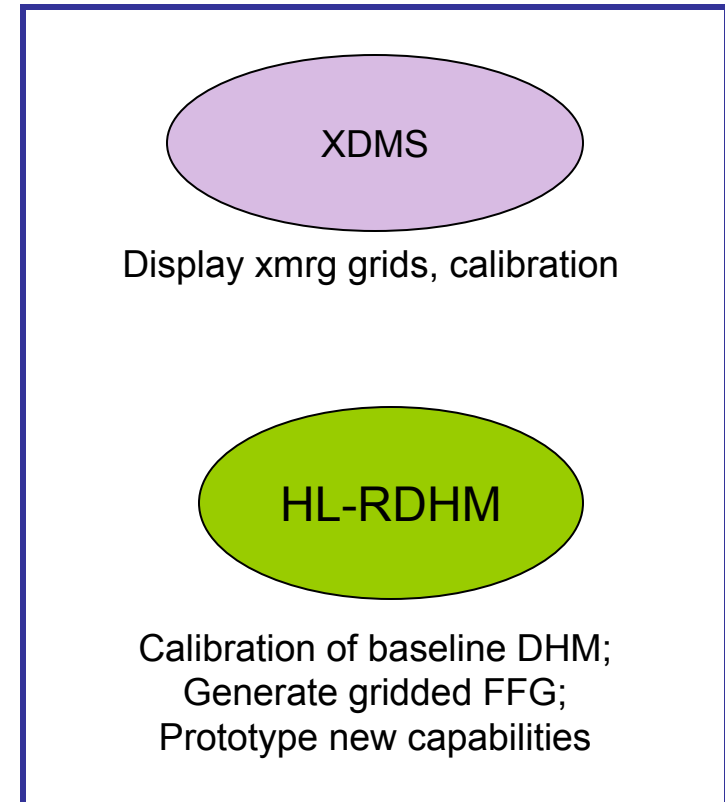 XDMS
Display xmrg grids, calibration
HL-RDHM
Calibration of baseline DHM;
Generate gridded FFG;
Prototype new capabilities